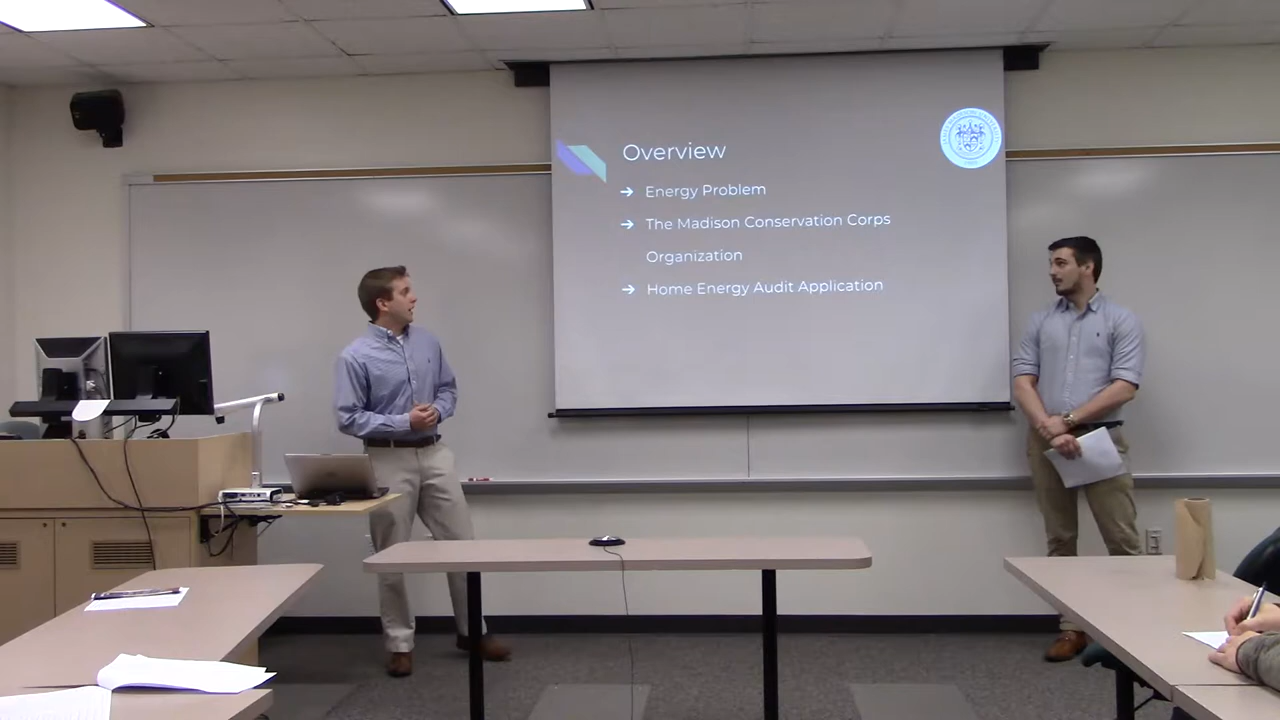 Overview
→ Energy Problem
→ The Madison Conservation Corps
Organization
→ Home Energy Audit Application